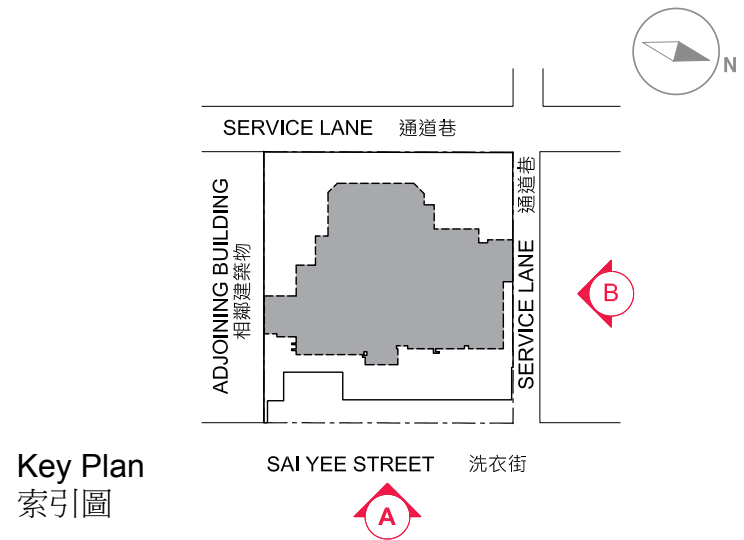 N
SERVICE LANE 通道巷
ADJOINING BUILDING
相鄰建築物
通道巷
SERVICE LANE
B
SAI YEE STREET 洗衣街
A
Key Plan
索引圖